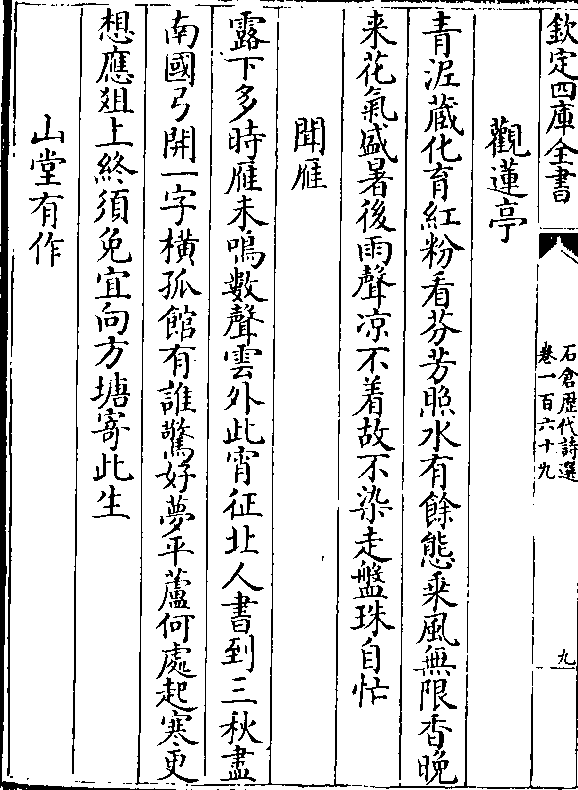 欽定四庫全書
石倉歷代詩選
卷一百六十九
九
觀蓮亭
青泥蔵化育紅粉看芬芳照水有餘態乗風無限香晚
来花氣盛暑後雨聲凉不着故不染走盤珠自忙
聞雁
露下多時雁未鳴數聲雲外此宵征北人書到三秋盡
南國弓開一字横孤館有誰驚好夢平蘆何處起寒更
想應俎上終須免宜向方塘寄此生
山堂有作